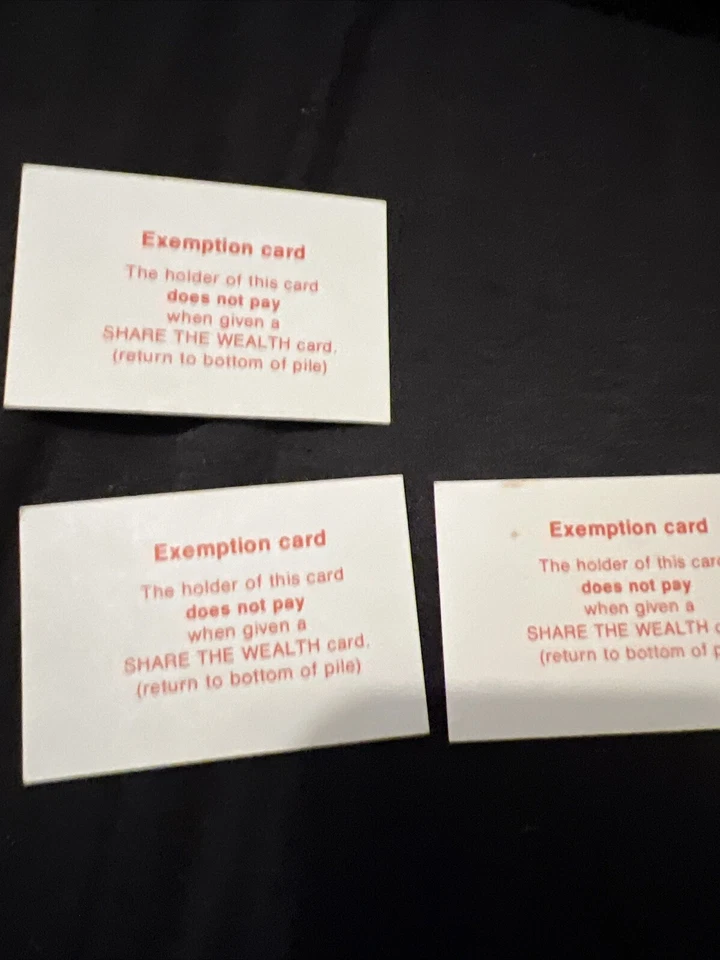 Exemption card
The holder of this card
does not pay
when given a
SHARE THE WEALTH card.
(return to bottom of pile)
Exemption card
The holder of this card
does not pay
when given a
SHARE THE WEALTH card.
(return to bottom of pile)
Exemption card
The holder of this
does not pay
when given a
SHARE THE WEALTH
(return to bottom of